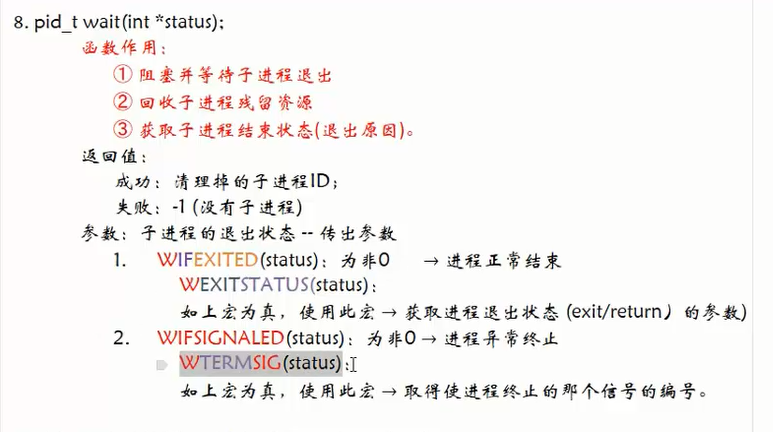 8. pid_t wait(int *status);
函数作用：
① 阻塞并等待子进程退出
② 回收子进程残留资源
③ 获取子进程结束状态(退出原因)。
返回值：
成功：清理掉的子进程ID；
失败：-1 (没有子进程)
参数：子进程的退出状态 -- 传出参数
1. WIFEXITED(status)：为非0 → 进程正常结束
WEXITSTATUS(status)：
如上宏为真，使用此宏 → 获取进程退出状态 (exit/return）的参数)
2. WIFSIGNALED(status)：为非0 → 进程异常终止
WTERMSIG(status)：
如上宏为真，使用此宏 → 取得使进程终止的那个信号的编号。